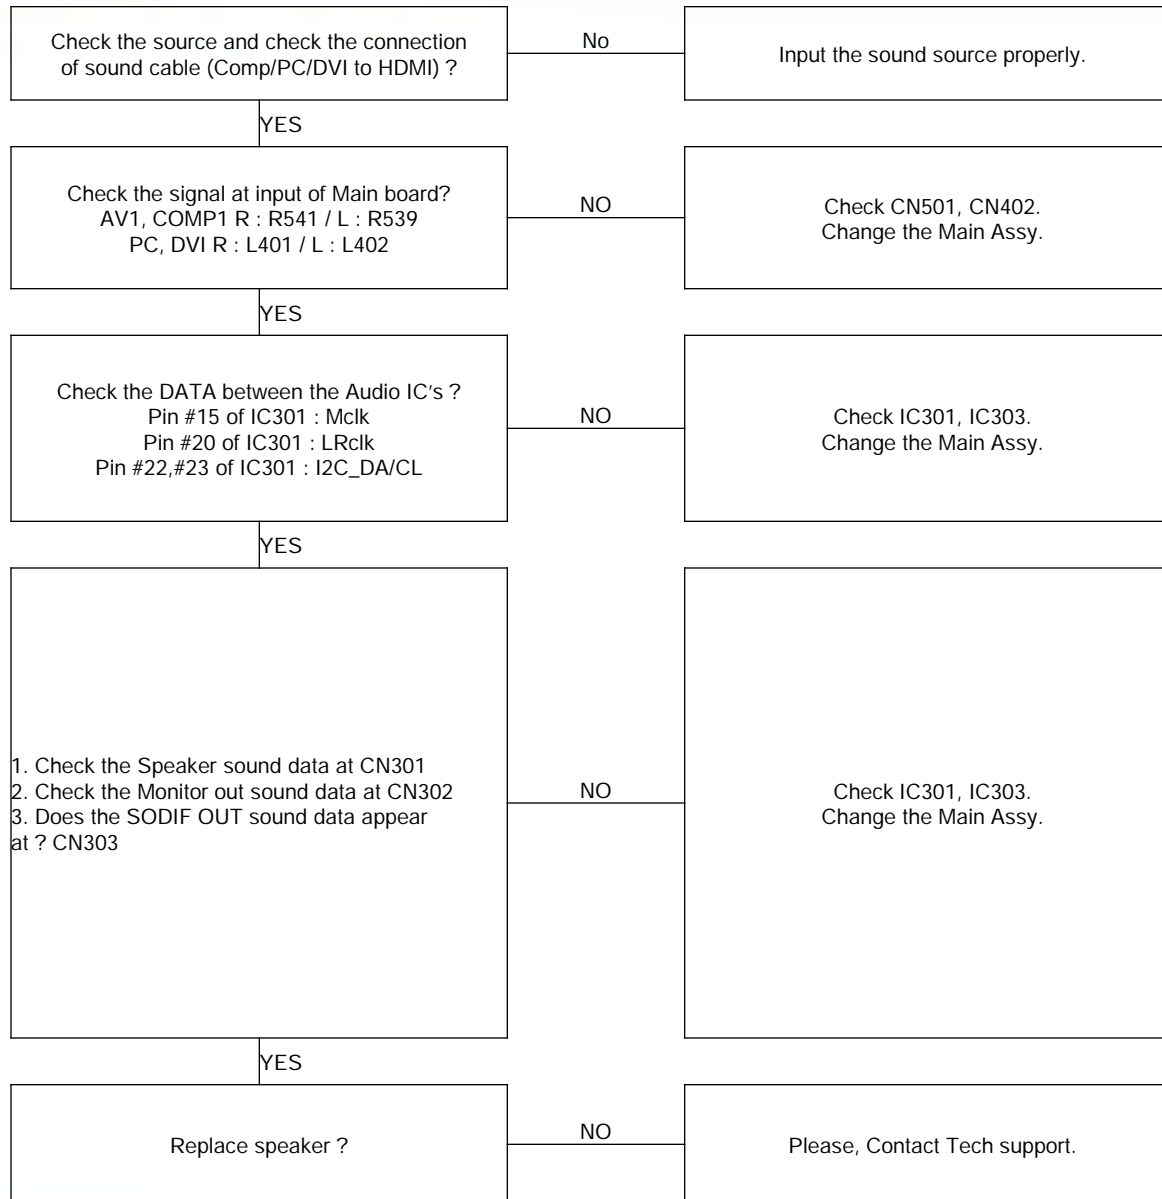 Check the source and check the connection
of sound cable (Comp/PC/DVI to HDMI) ?
No
Input the sound source properly.
YES
Check the signal at input of Main board?
AV1, COMP1 R : R541 / L : R539
PC, DVI R : L401 / L : L402
NO
Check CN501, CN402.
Change the Main Assy.
YES
Check the DATA between the Audio IC's ?
Pin #15 of IC301 : Mclk
Pin #20 of IC301 : LRclk
Pin #22,#23 of IC301 : I2C_DA/CL
NO
Check IC301, IC303.
Change the Main Assy.
YES
1. Check the Speaker sound data at CN301
2. Check the Monitor out sound data at CN302
3. Does the SODIF OUT sound data appear
at ? CN303
NO
Check IC301, IC303.
Change the Main Assy.
YES
Replace speaker ?
NO
Please, Contact Tech support.